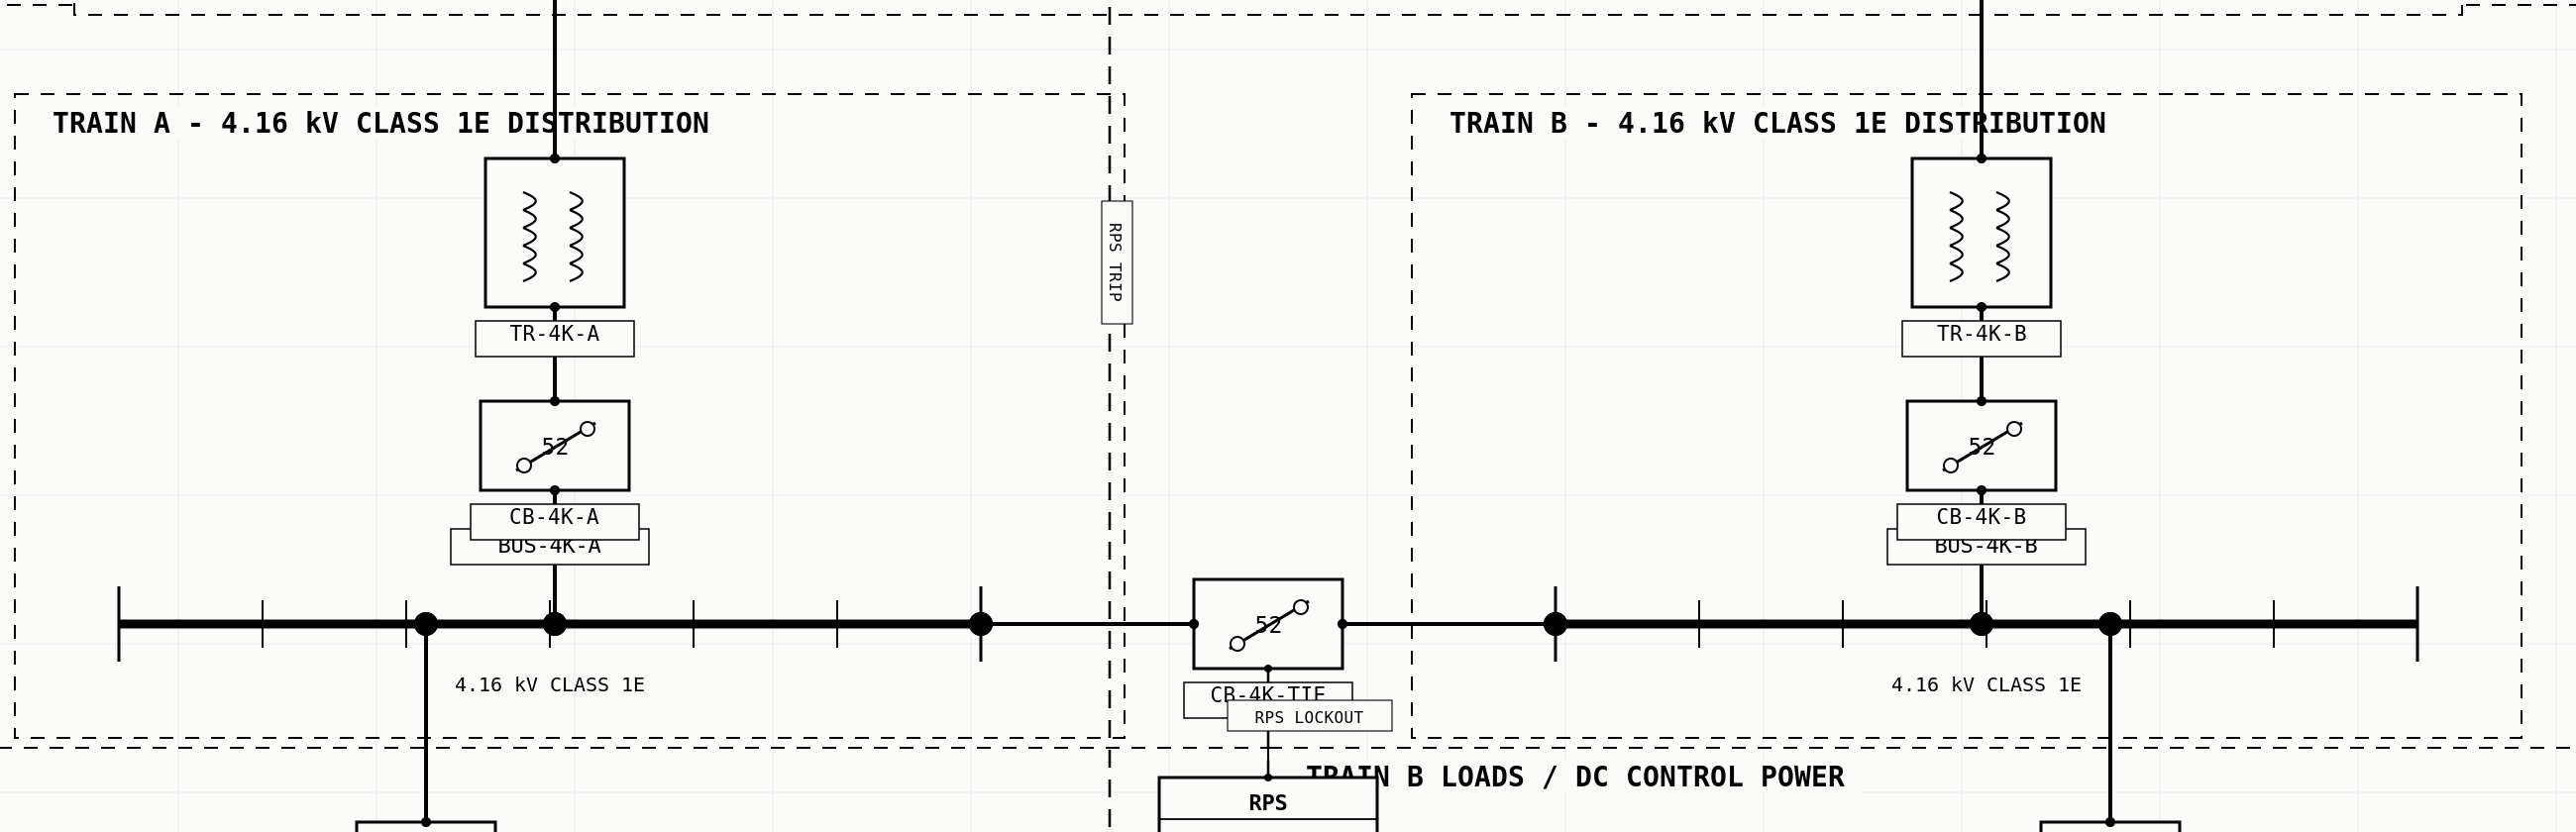 TRAIN A - 4.16 kV CLASS 1E DISTRIBUTION
TRAIN B - 4.16 kV CLASS 1E DISTRIBUTION
RPS TRIP
TR-4K-A
TR-4K-B
52
52
CB-4K-A
CB-4K-B
BUS-4K-A
BUS-4K-B
52
4.16 kV CLASS 1E
4.16 kV CLASS 1E
CB-4K-TIE
RPS LOCKOUT
TRAIN B LOADS / DC CONTROL POWER
RPS